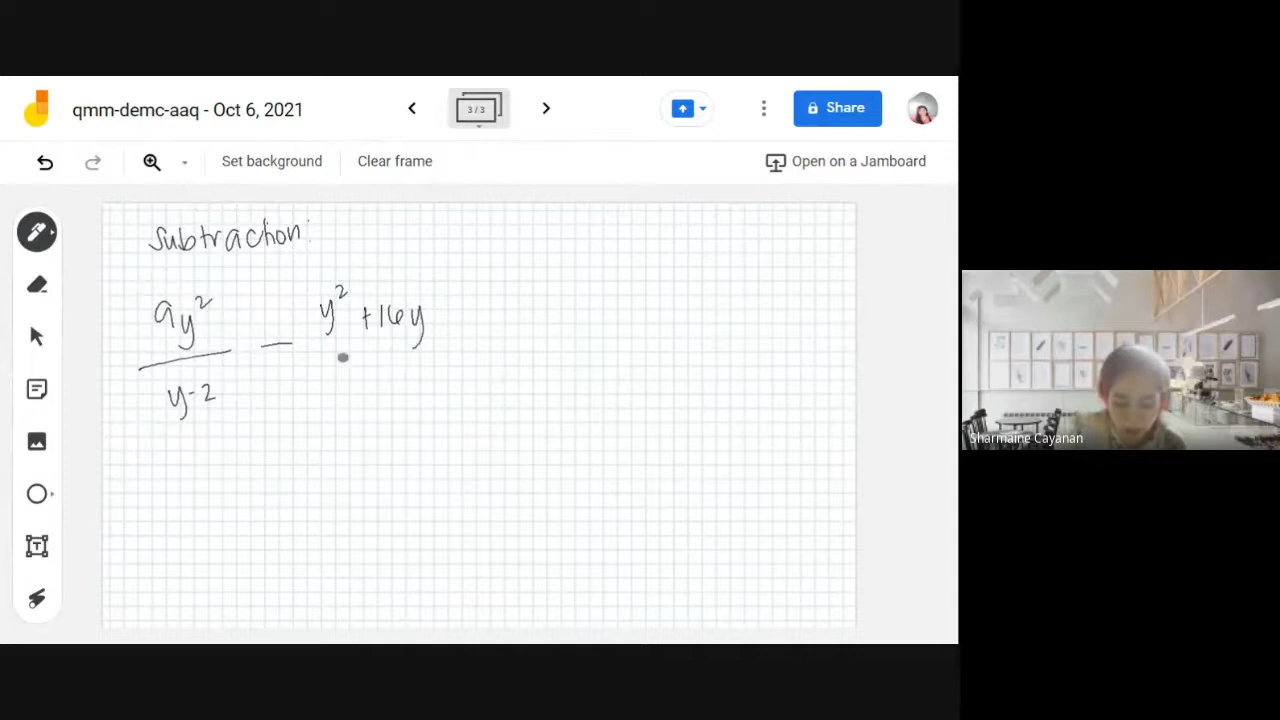 qmm-demc-aaq - Oct 6, 2021
3 / 3
Share
Set background
Clear frame
Open on a Jamboard
Subtraction:
9y² − y² + 16y
y-2
Sharmaine Cayanan